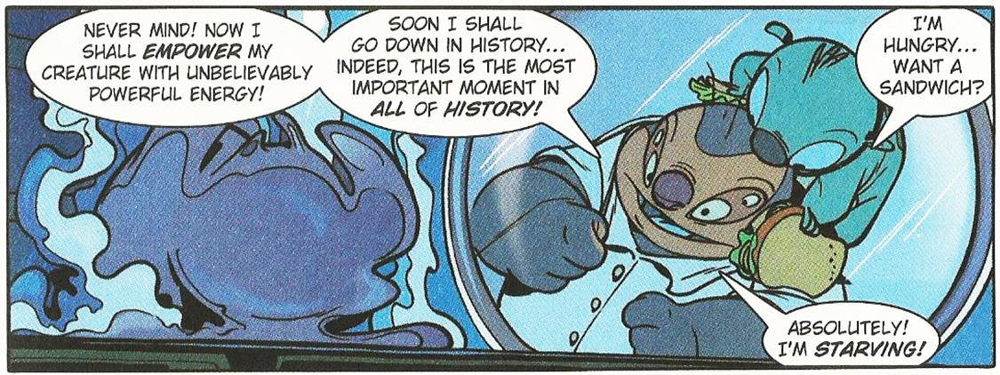 NEVER MIND! NOW I
SHALL EMPOWER MY
CREATURE WITH UNBELIEVABLY
POWERFUL ENERGY!
SOON I SHALL
GO DOWN IN HISTORY...
INDEED, THIS IS THE MOST
IMPORTANT MOMENT IN
ALL OF HISTORY!
I'M
HUNGRY...
WANT A
SANDWICH?
ABSOLUTELY!
I'M STARVING!